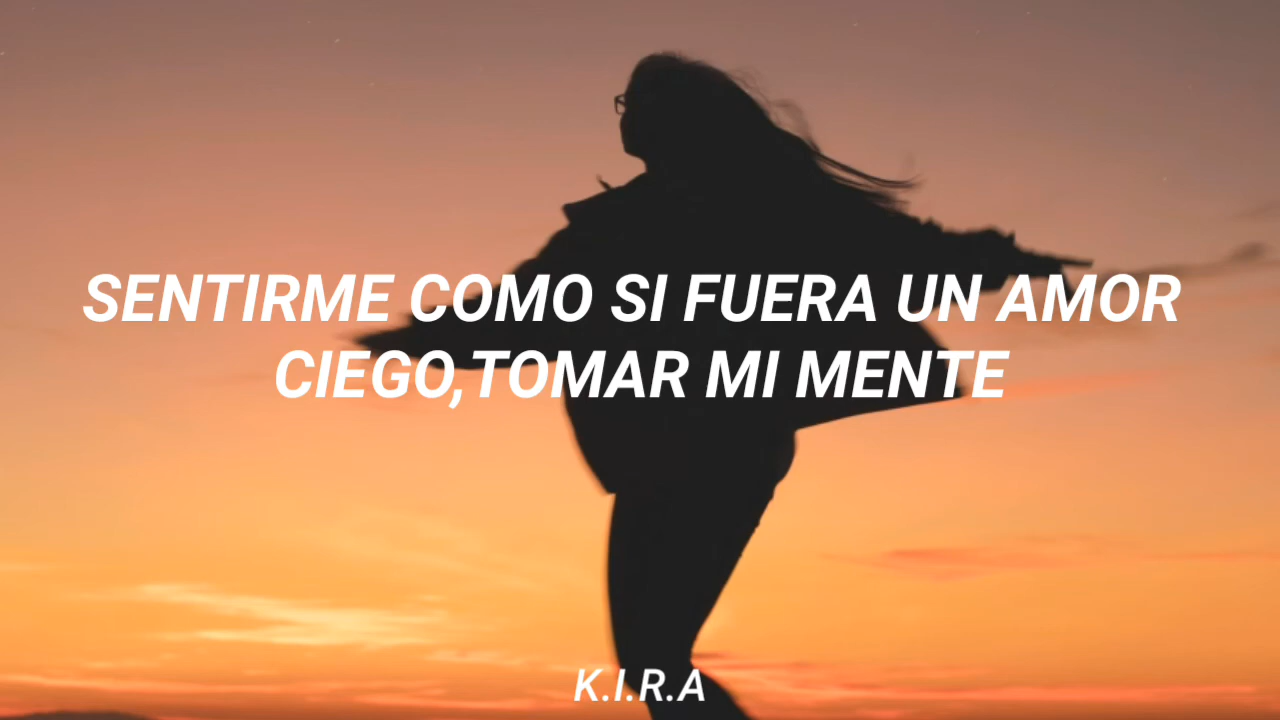 SENTIRME COMO SI FUERA UN AMOR
CIEGO,TOMAR MI MENTE
K.I.R.A